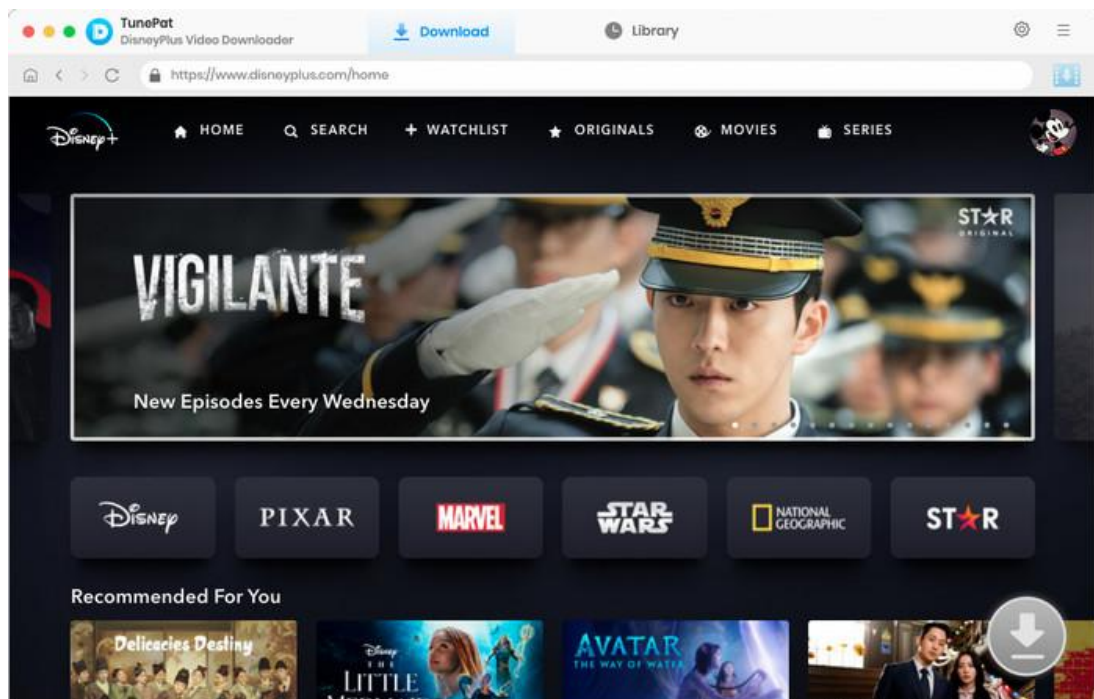 TunePat
DisneyPlus Video Downloader
Download
Library
https://www.disneyplus.com/home
Disney+
HOME
SEARCH
WATCHLIST
ORIGINALS
MOVIES
SERIES
STAR
ORIGINAL
VIGILANTE
New Episodes Every Wednesday
Disney
PIXAR
MARVEL
STAR
WARS
NATIONAL
GEOGRAPHIC
STAR
Recommended For You
Delicacies Destiny
Disney
THE
LITTLE
AVATAR
THE WAY OF WATER